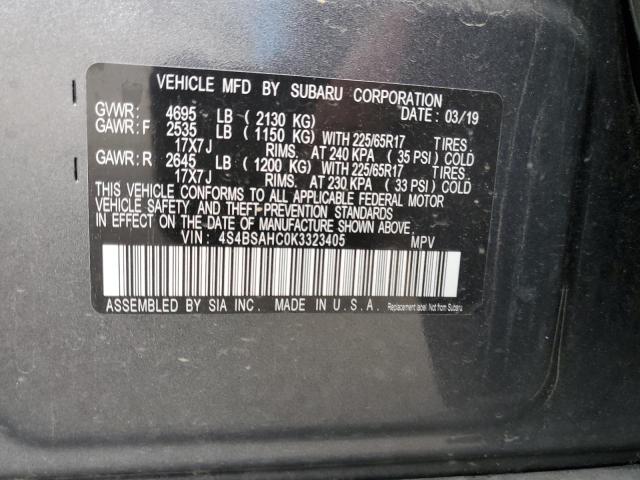 VEHICLE MFD BY SUBARU CORPORATION
GVWR: 4695 LB ( 2130 KG) DATE : 03/19
GAWR: F 2535 LB ( 1150 KG) WITH 225/65R17 TIRES.
17X7J RIMS. AT 240 KPA ( 35 PSI) COLD
GAWR: R 2645 LB ( 1200 KG) WITH 225/65R17 TIRES.
17X7J RIMS. AT 230 KPA ( 33 PSI) COLD
THIS VEHICLE CONFORMS TO ALL APPLICABLE FEDERAL MOTOR
VEHICLE SAFETY AND THEFT PREVENTION STANDARDS
IN EFFECT ON THE DATE OF MANUFACTURE SHOWN ABOVE.
VIN : 4S4BSAHC0K3323405 MPV
ASSEMBLED BY SIA INC. MADE IN U.S.A. Replacement label. Not from Subaru